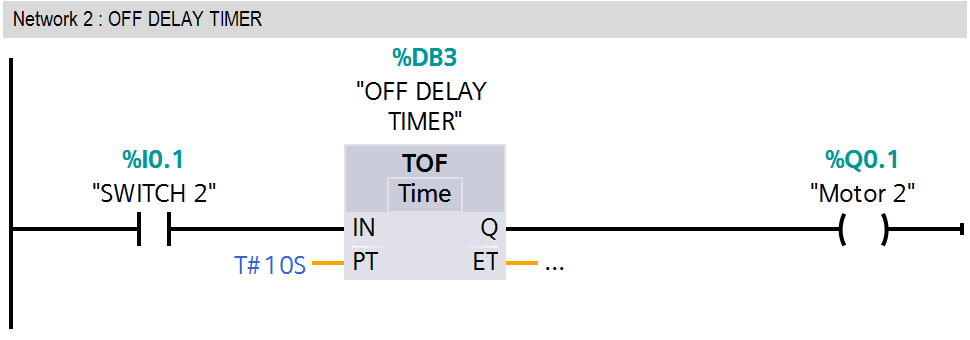 Network 2 : OFF DELAY TIMER
%DB3
"OFF DELAY
TIMER"
%I0.1
"SWITCH 2"
TOF
Time
%Q0.1
"Motor 2"
IN
Q
T#10S
PT
ET
...